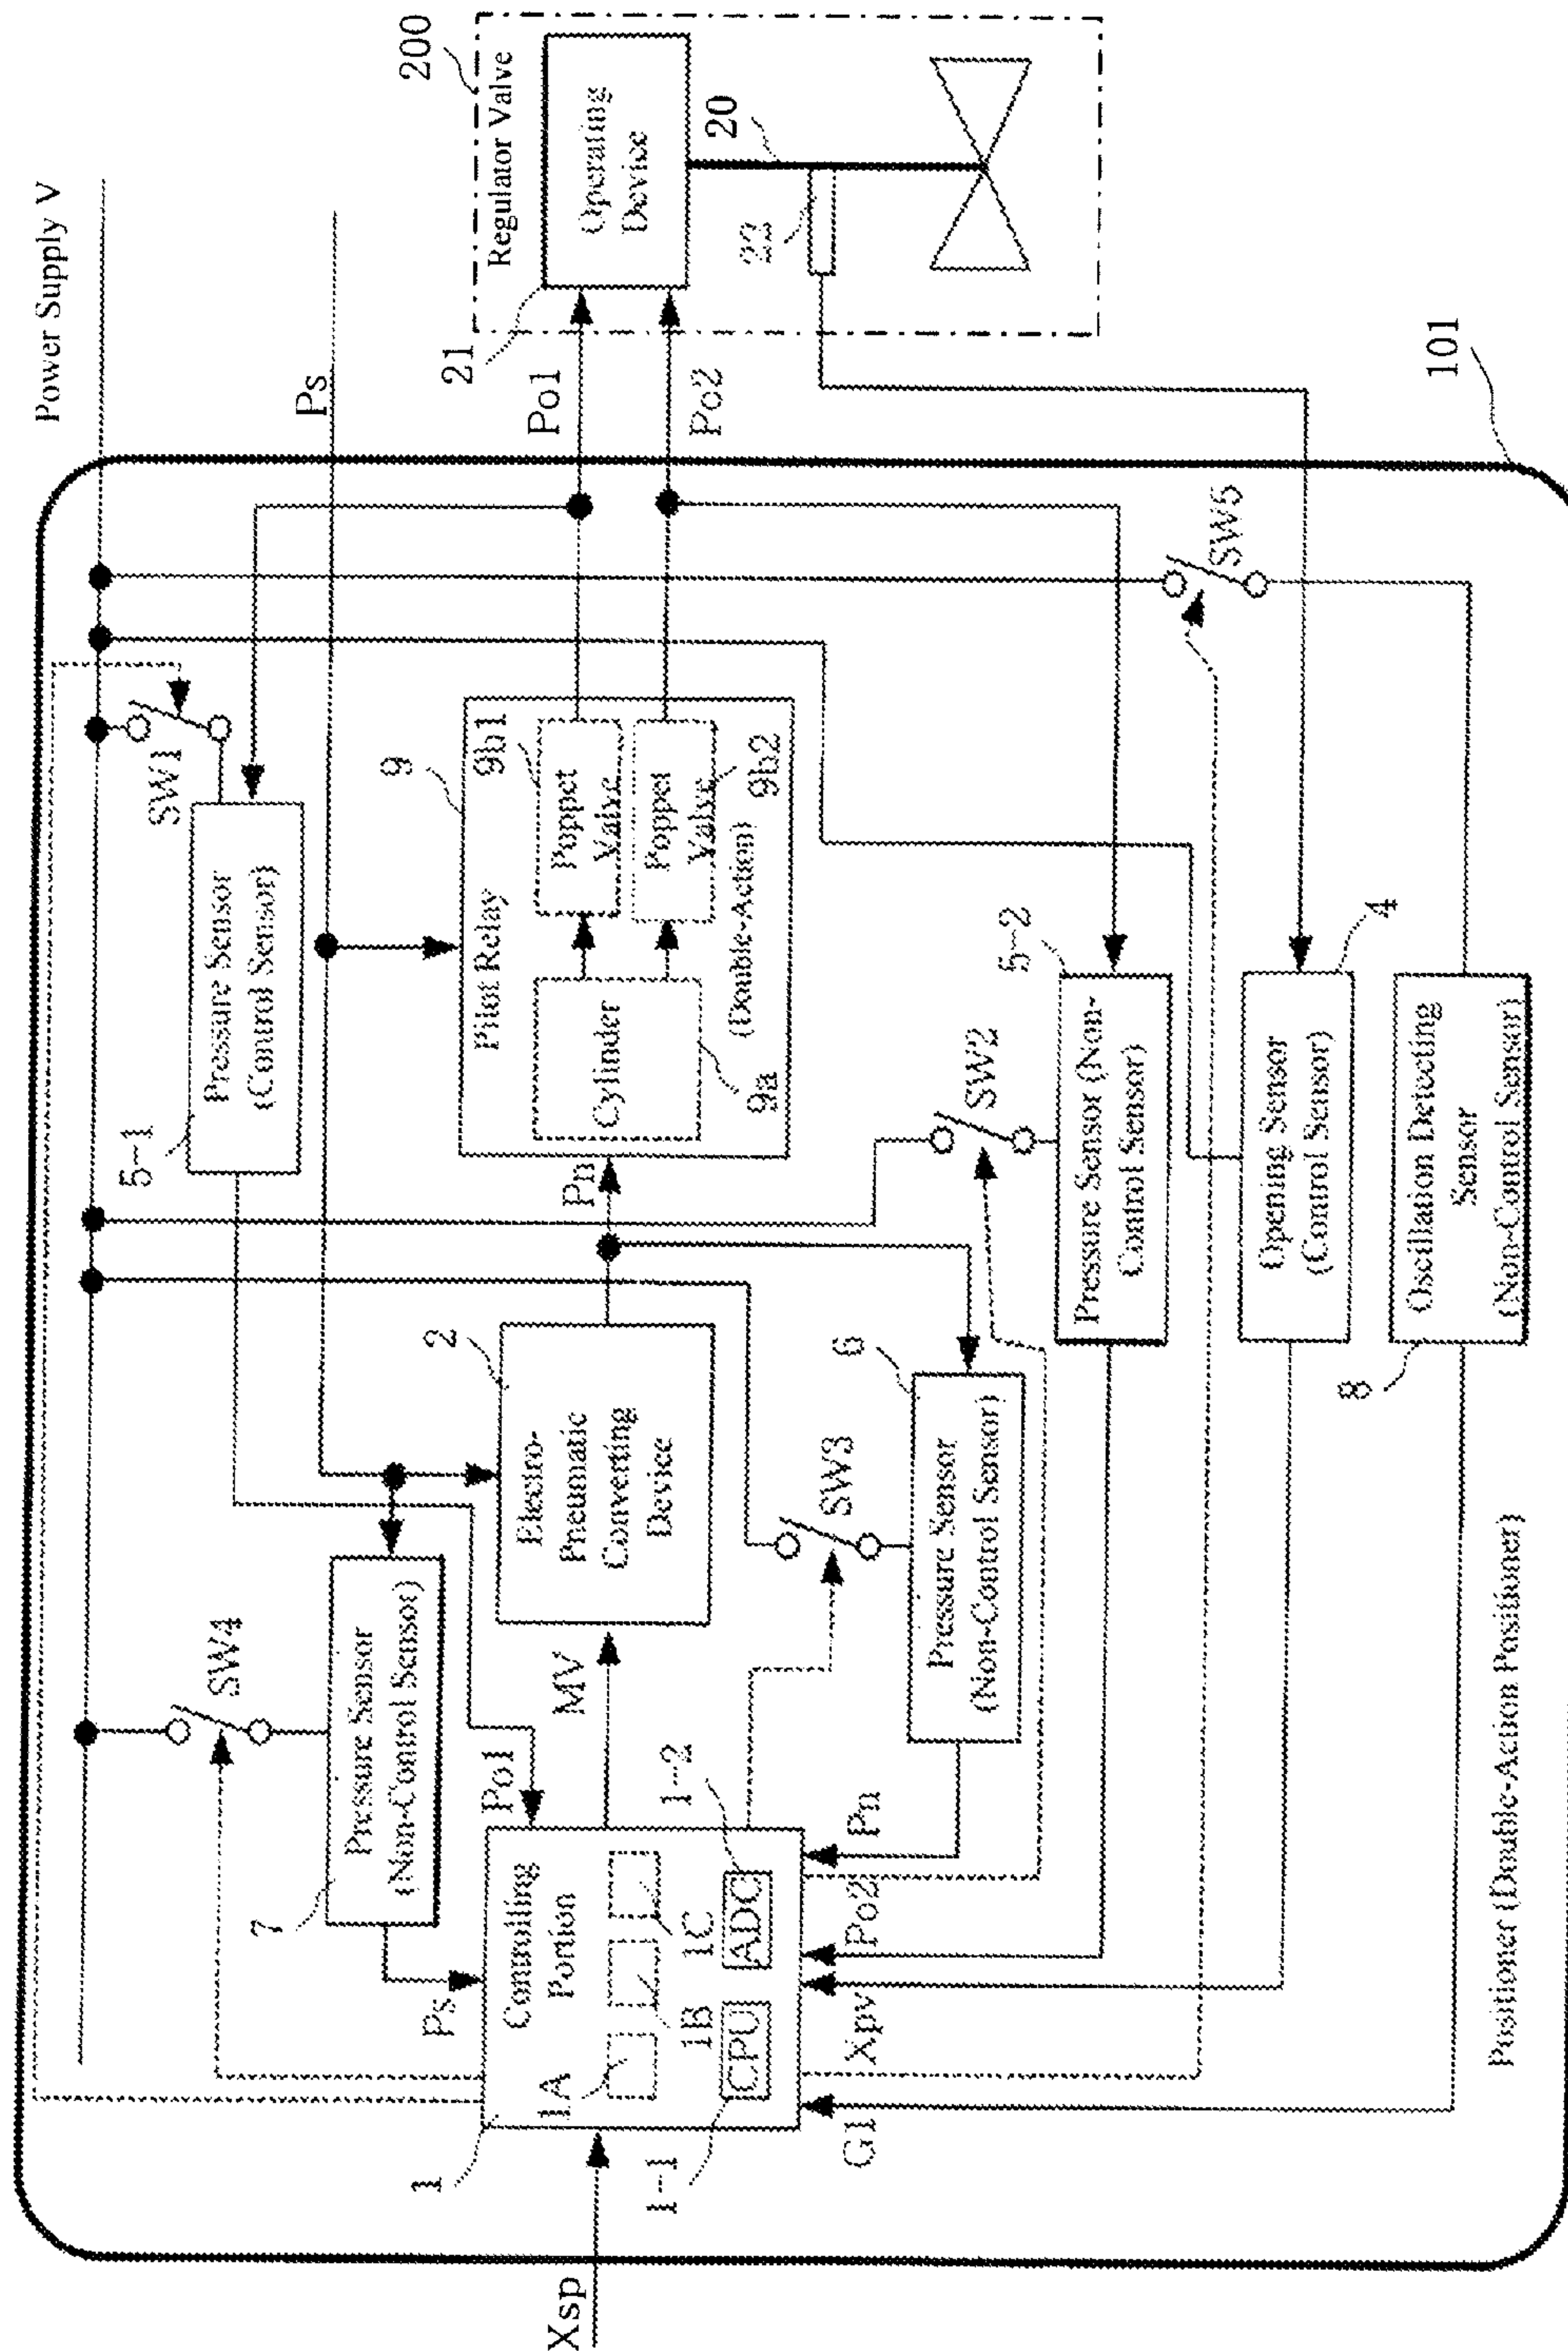 Power Supply V
Ps
200
Regulator Valve
Operating
Device
20
22
21
Po1
Po2
101
SW1
5-1
Pressure Sensor
(Control Sensor)
9
Pilot Relay
9b1
Poppet
Valve
Poppet
Valve
9b2
(Double-Action)
Cylinder
9a
Pn
SW5
SW2
5-2
Pressure Sensor (Non-
Control Sensor)
4
Opening Sensor
(Control Sensor)
Oscillation Detecting
Sensor
(Non-Control Sensor)
8
SW4
7
Pressure Sensor
(Non-Control Sensor)
2
Electro-
Pneumatic
Converting
Device
MV
SW3
6
Pressure Sensor
(Non-Control Sensor)
Ps
Po1
Controlling
Portion
1
1A
1B
1C
1-1
CPU
ADC
1-2
Pn
Po2
Xpv
G1
Xsp
Positioner (Double-Action Positioner)